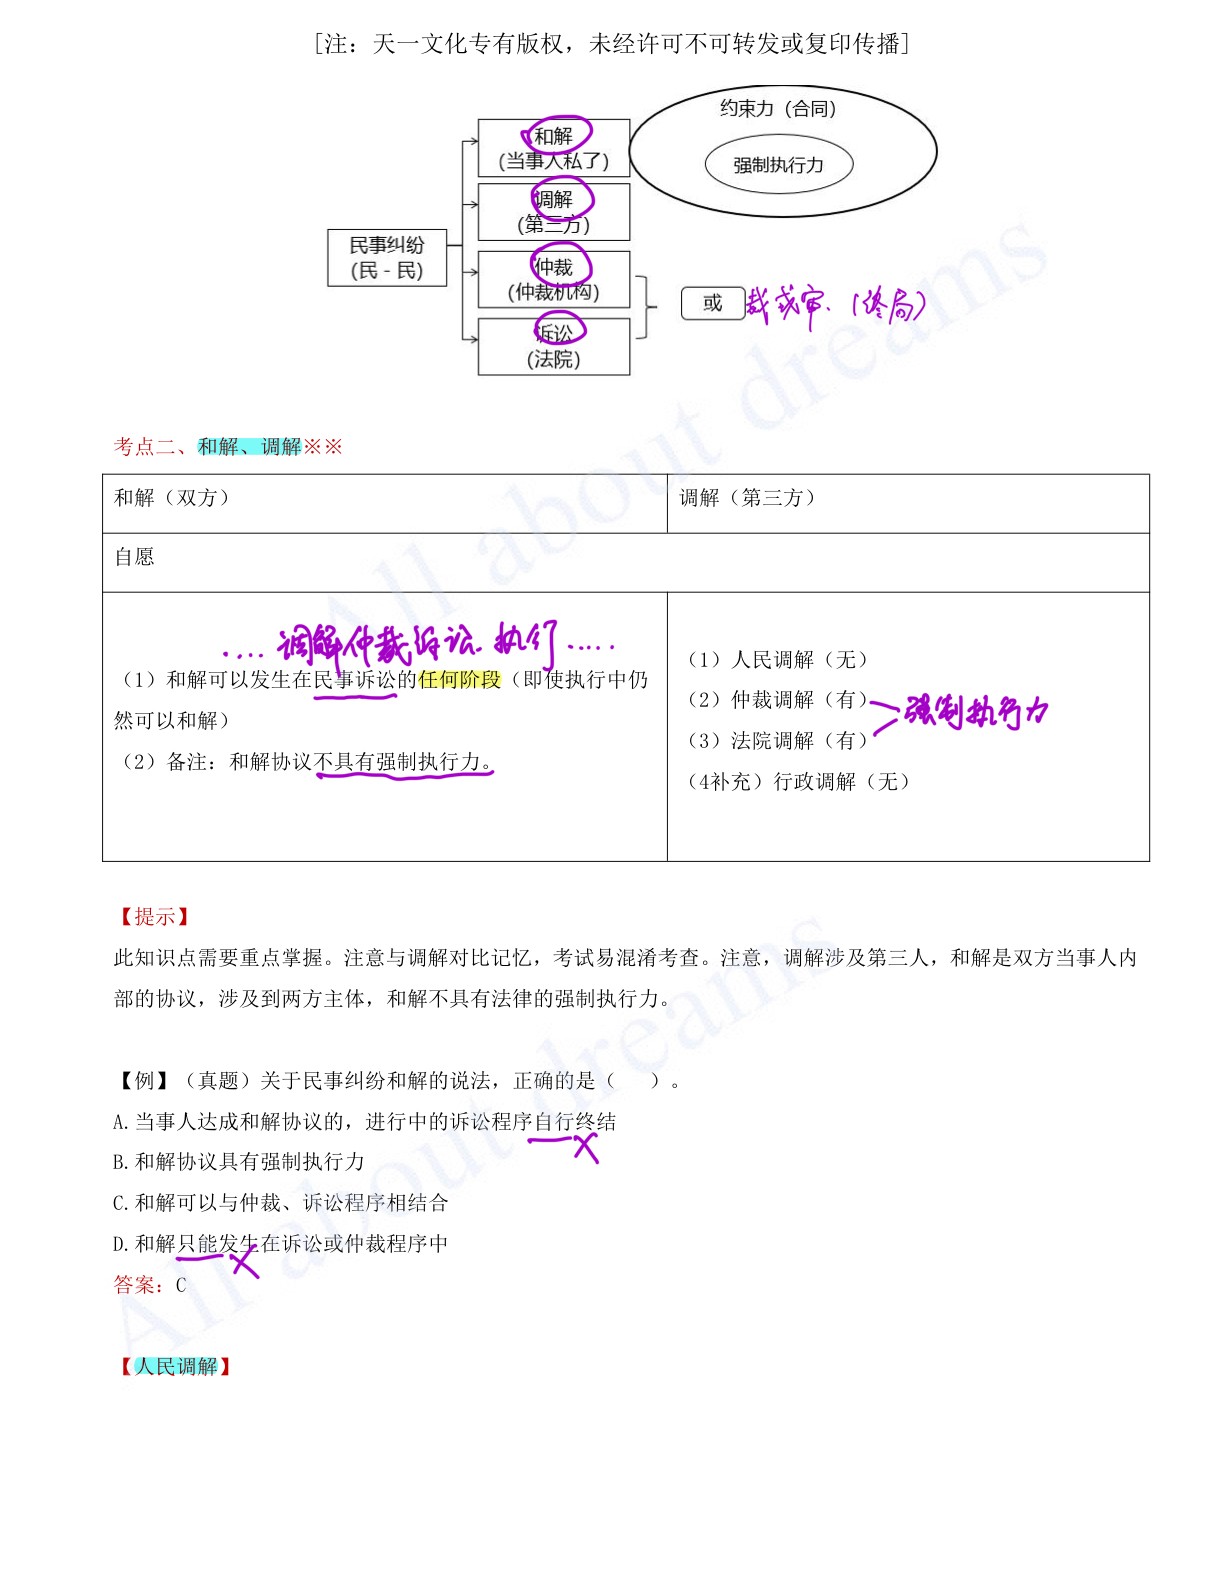 [注：天一文化专有版权，未经许可不可转发或复印传播]
约束力（合同）
强制执行力
和解
(当事人私了)
调解
(第三方)
民事纠纷
(民 - 民)
仲裁
(仲裁机构)
或
裁或审.（终局）
诉讼
(法院)
考点二、和解、调解※※
和解（双方）
调解（第三方）
自愿
....调解仲裁诉讼.执行.....
（1）和解可以发生在民事诉讼的任何阶段（即使执行中仍
然可以和解）
（2）备注：和解协议不具有强制执行力。
（1）人民调解（无）
（2）仲裁调解（有）
强制执行力
（3）法院调解（有）
（4补充）行政调解（无）
【提示】
此知识点需要重点掌握。注意与调解对比记忆，考试易混淆考查。注意，调解涉及第三人，和解是双方当事人内
部的协议，涉及到两方主体，和解不具有法律的强制执行力。
【例】（真题）关于民事纠纷和解的说法，正确的是（　　）。
A.当事人达成和解协议的，进行中的诉讼程序自行终结
B.和解协议具有强制执行力
C.和解可以与仲裁、诉讼程序相结合
D.和解只能发生在诉讼或仲裁程序中
答案：C
【人民调解】
All about dreams
All about dreams